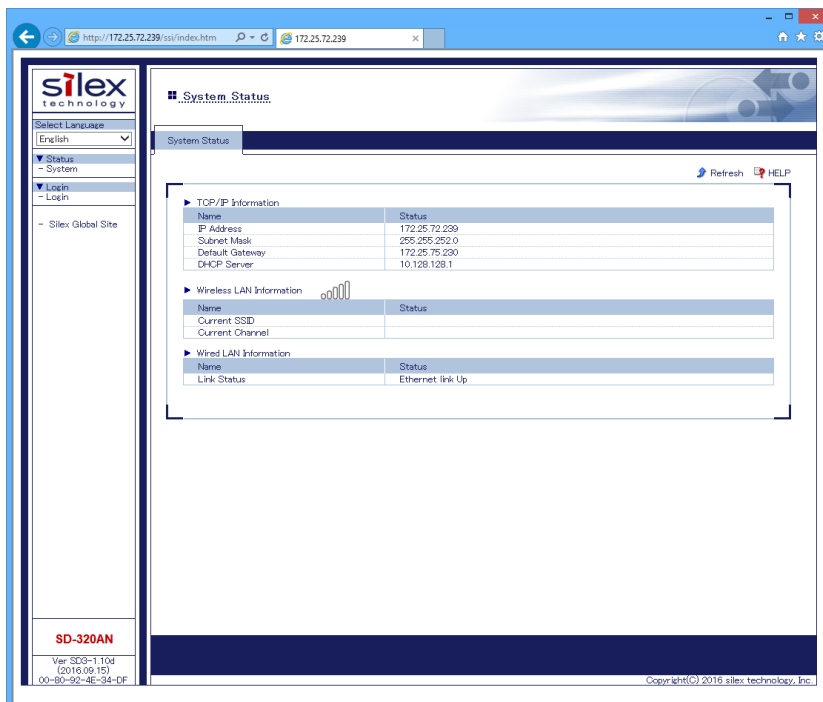 http://172.25.72.239/ssi/index.htm
172.25.72.239
silex
technology
Select Language
English
Status
- System
Login
- Login
- Silex Global Site
SD-320AN
Ver SD3-1.10d
(2016.09.15)
00-80-92-4E-34-DF
System Status
System Status
Refresh HELP
TCP/IP Information
Name Status
IP Address 172.25.72.239
Subnet Mask 255.255.252.0
Default Gateway 172.25.75.230
DHCP Server 10.128.128.1
Wireless LAN Information
Name Status
Current SSID
Current Channel
Wired LAN Information
Name Status
Link Status Ethernet link Up
Copyright(C) 2016 silex technology, Inc.